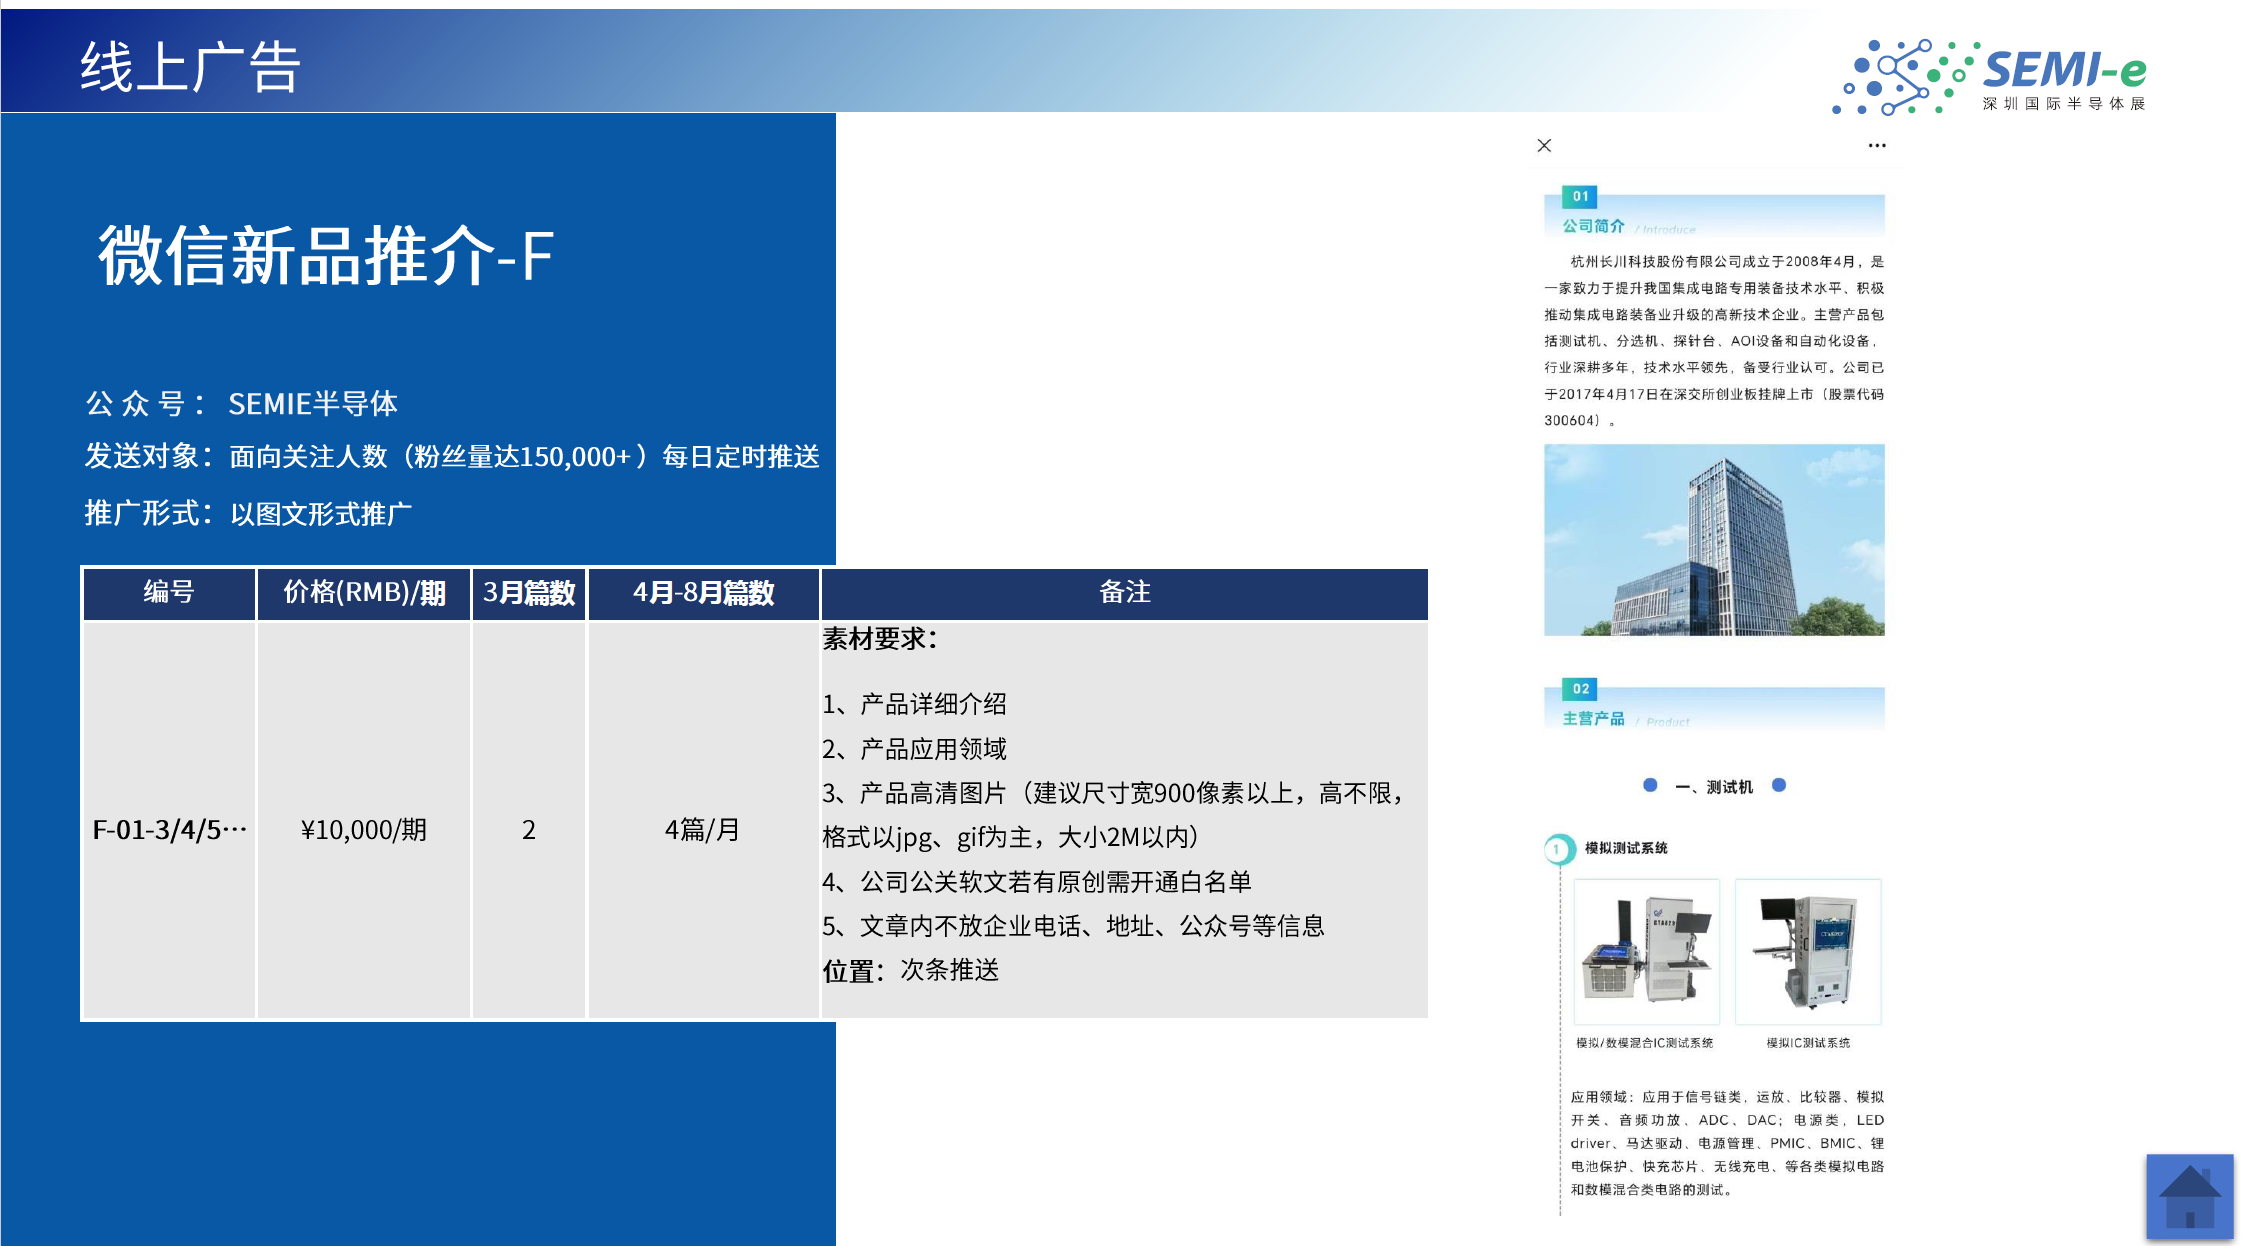 线上广告
SEMI-e
深圳国际半导体展
微信新品推介-F
公众号： SEMIE半导体
发送对象：面向关注人数（粉丝量达150,000+）每日定时推送
推广形式：以图文形式推广
编号 价格(RMB)/期 3月篇数 4月-8月篇数 备注
F-01-3/4/5… ¥10,000/期 2 4篇/月
素材要求：
1、产品详细介绍
2、产品应用领域
3、产品高清图片（建议尺寸宽900像素以上，高不限，
格式以jpg、gif为主，大小2M以内）
4、公司公关软文若有原创需开通白名单
5、文章内不放企业电话、地址、公众号等信息
位置：次条推送
01
公司简介 / Introduce
杭州长川科技股份有限公司成立于2008年4月，是
一家致力于提升我国集成电路专用装备技术水平、积极
推动集成电路装备业升级的高新技术企业。主营产品包
括测试机、分选机、探针台、AOI设备和自动化设备，
行业深耕多年，技术水平领先，备受行业认可。公司已
于2017年4月17日在深交所创业板挂牌上市（股票代码
300604）。
02
主营产品 / Product
一、测试机
1 模拟测试系统
模拟/数模混合IC测试系统 模拟IC测试系统
应用领域：应用于信号链类，运放、比较器、模拟
开关、音频功放、ADC、DAC；电源类，LED
driver、马达驱动、电源管理、PMIC、BMIC、锂
电池保护、快充芯片、无线充电、等各类模拟电路
和数模混合类电路的测试。